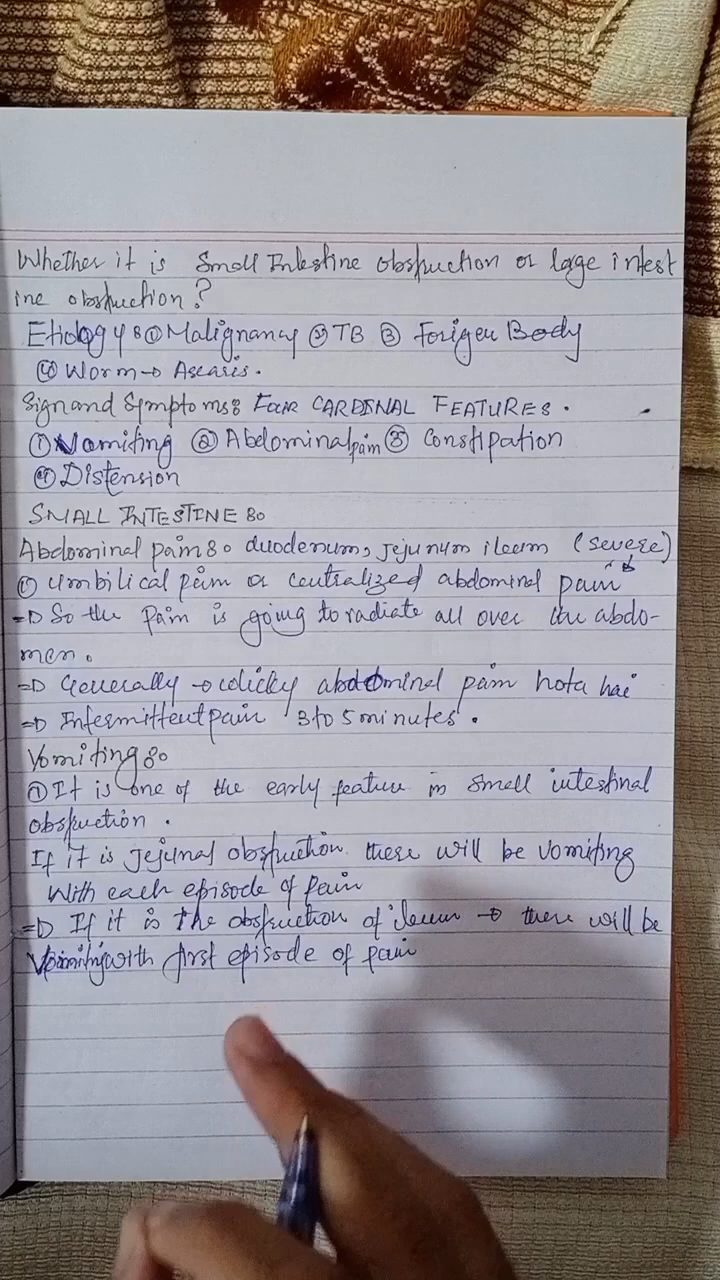 Whether it is Small Intestine obstruction or large intest
ine obstruction?
Etiology:- ① Malignancy ② TB ③ Forigen Body
④ Worm → Ascaris.
Sign and Symptoms:- FOUR CARDINAL FEATURES.
① Vomiting ② Abdominal pain ③ Constipation
④ Distension
SMALL INTESTINE:-
Abdominal pain:- duodenum, Jejunum ileum (severe)
① Umbilical pain or centralized abdominal pain
⇒ So the pain is going to radiate all over the abdo-
men.
⇒ Generally → colicky abdominal pain hota hai
⇒ Intermittent pain 3 to 5 minutes.
Vomiting:-
① It is one of the early feature in small intestinal
obstruction.
If it is Jejunal obstruction there will be vomiting
With each episode of pain
⇒ If it is the obstruction of ileum → there will be
Vomiting with first episode of pain